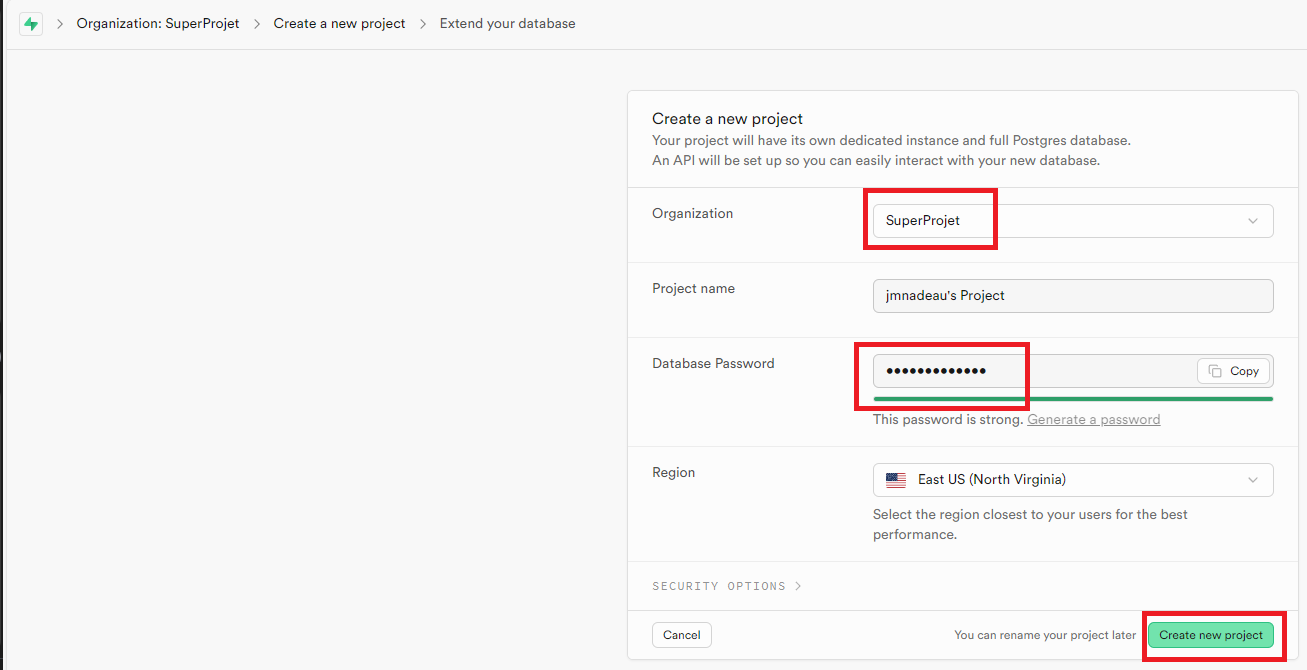 Organization: SuperProjet > Create a new project > Extend your database
Create a new project
Your project will have its own dedicated instance and full Postgres database.
An API will be set up so you can easily interact with your new database.
Organization
SuperProjet
Project name
jmnadeau's Project
Database Password
•••••••••••••
Copy
This password is strong. Generate a password
Region
East US (North Virginia)
Select the region closest to your users for the best
performance.
SECURITY OPTIONS >
Cancel
You can rename your project later
Create new project